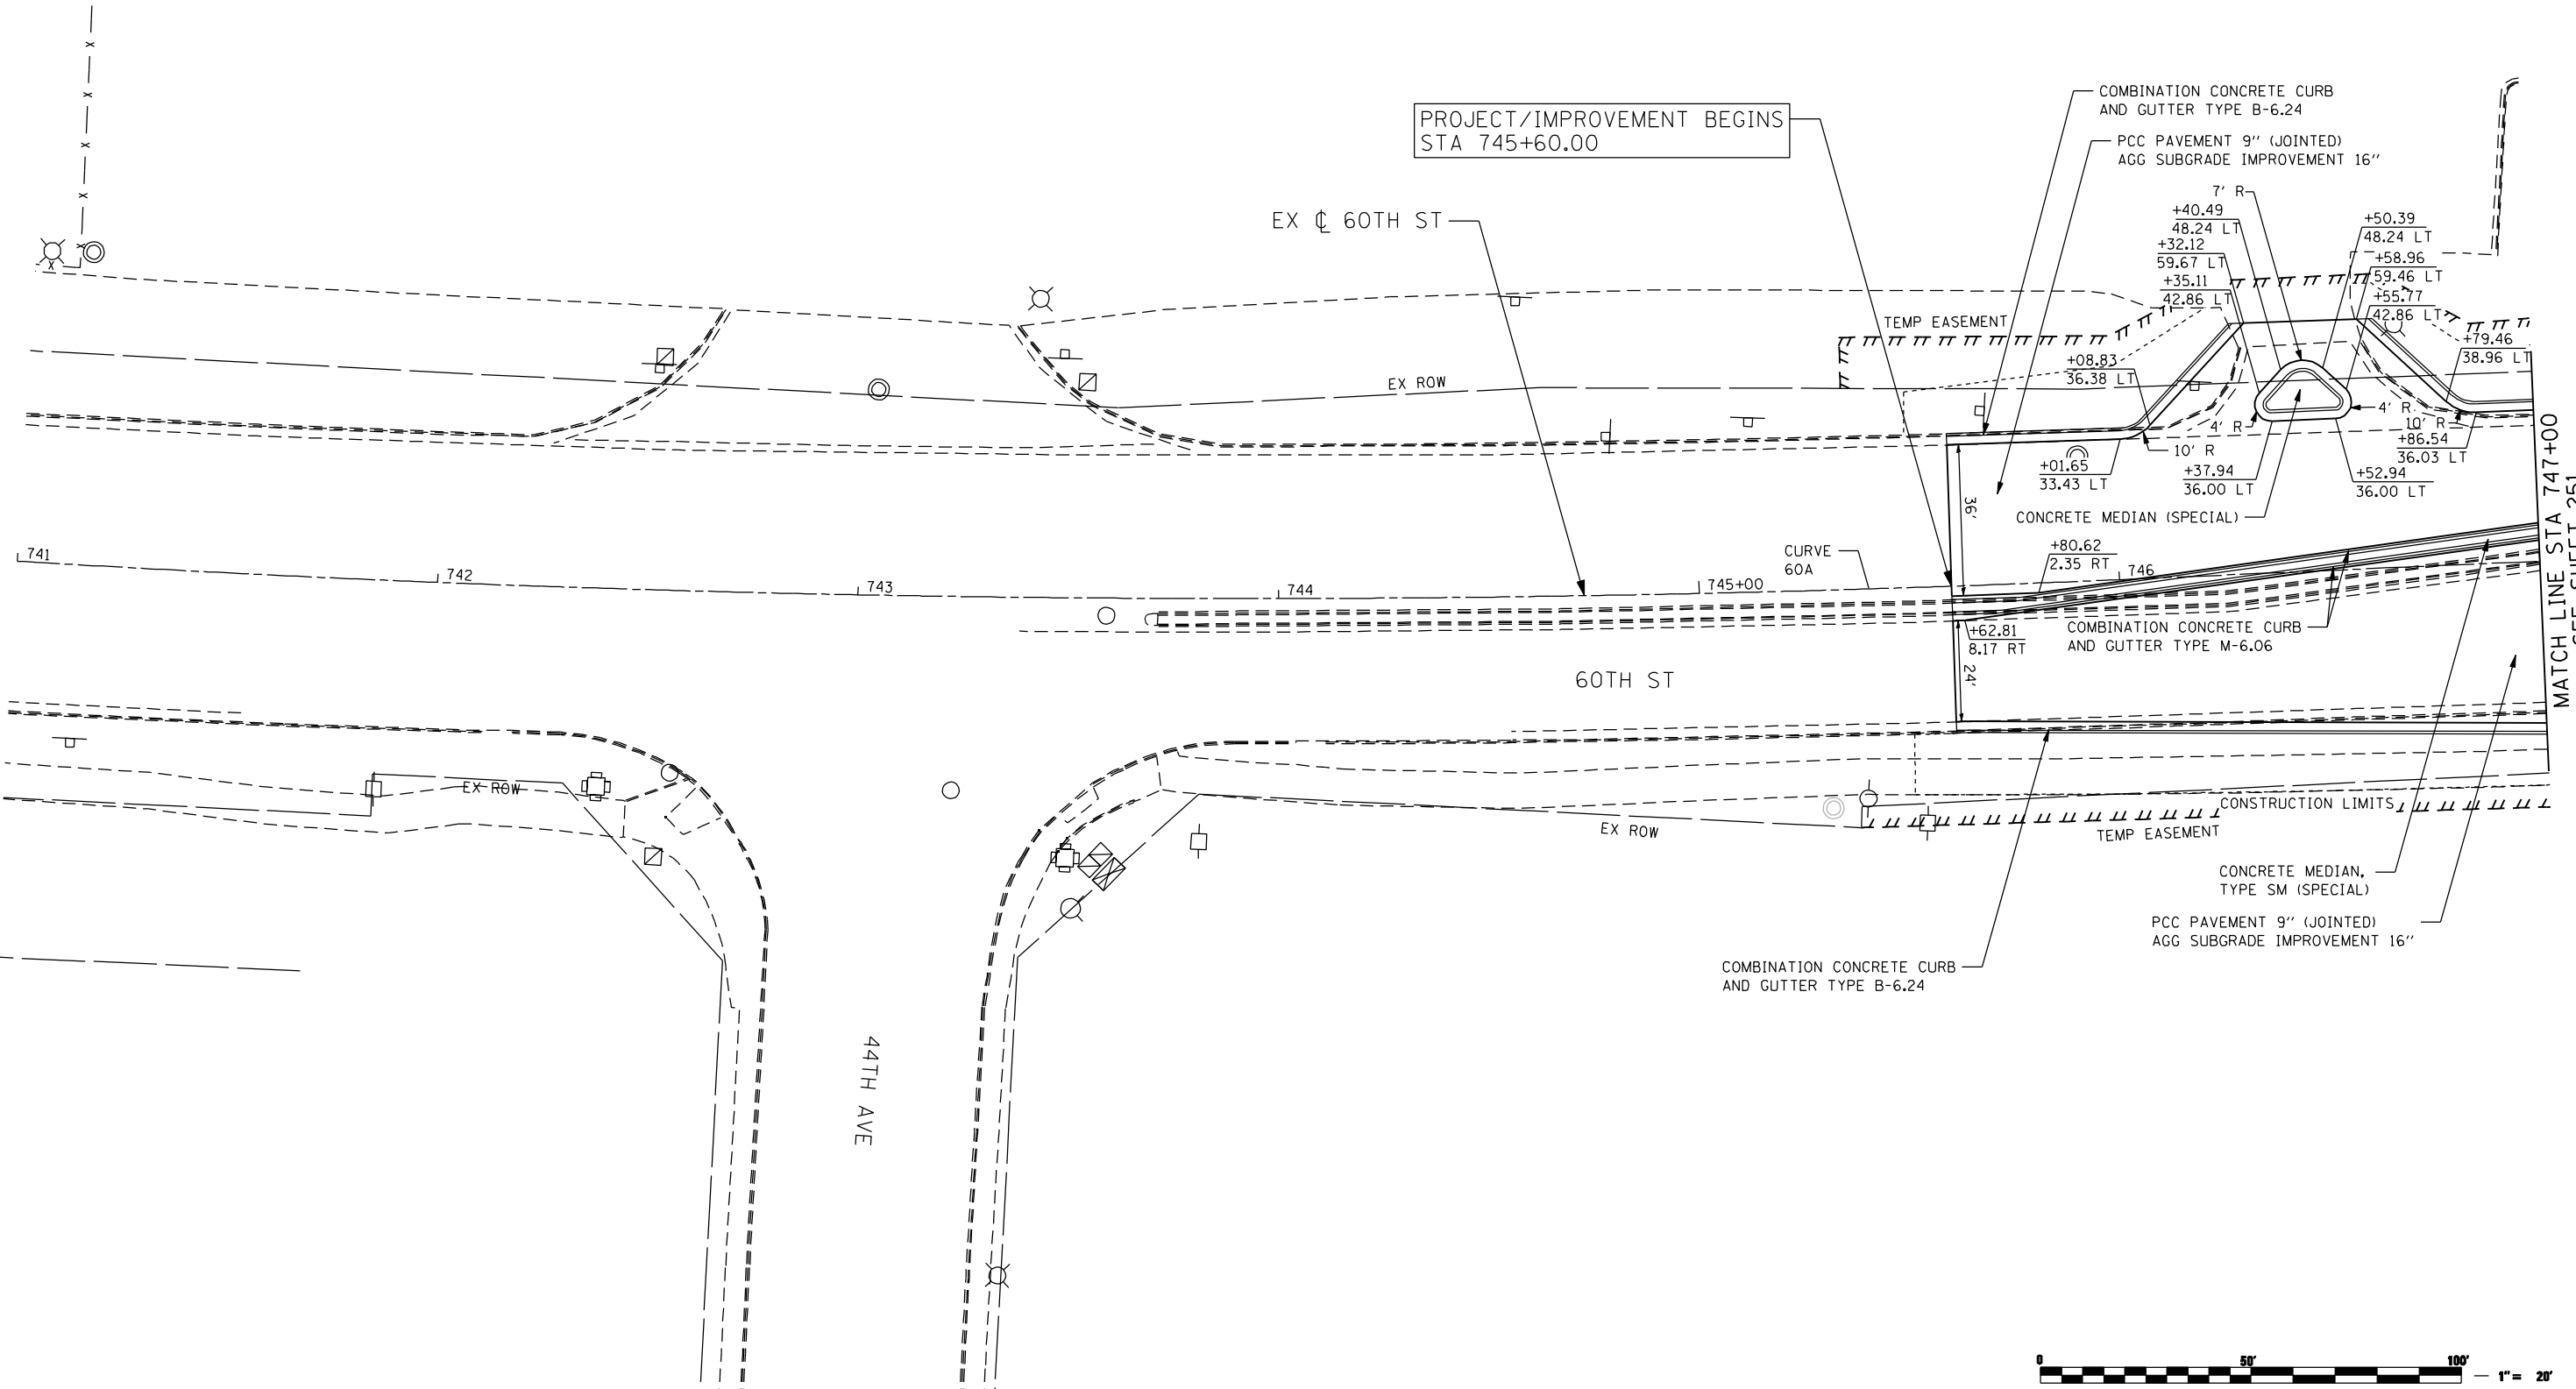 COMBINATION CONCRETE CURB
AND GUTTER TYPE B-6.24
PROJECT/IMPROVEMENT BEGINS
STA 745+60.00
PCC PAVEMENT 9'' (JOINTED)
AGG SUBGRADE IMPROVEMENT 16''
EX ℄ 60TH ST
7' R
+40.49
48.24 LT
+50.39
48.24 LT
+32.12
59.67 LT
+58.96
59.46 LT
+35.11
42.86 LT
+55.77
42.86 LT
TEMP EASEMENT
+79.46
38.96 LT
+08.83
36.38 LT
EX ROW
4' R
4' R
10' R
+86.54
36.03 LT
10' R
+01.65
33.43 LT
+37.94
36.00 LT
+52.94
36.00 LT
36'
CONCRETE MEDIAN (SPECIAL)
MATCH LINE STA 747+00
SEE SHEET 251
741
742
743
744
745+00
746
CURVE
60A
+80.62
2.35 RT
+62.81
8.17 RT
COMBINATION CONCRETE CURB
AND GUTTER TYPE M-6.06
60TH ST
24'
EX ROW
EX ROW
CONSTRUCTION LIMITS
TEMP EASEMENT
CONCRETE MEDIAN,
TYPE SM (SPECIAL)
PCC PAVEMENT 9'' (JOINTED)
AGG SUBGRADE IMPROVEMENT 16''
COMBINATION CONCRETE CURB
AND GUTTER TYPE B-6.24
44TH AVE
0 50' 100'
1" = 20'
x
x
x
x
x
x